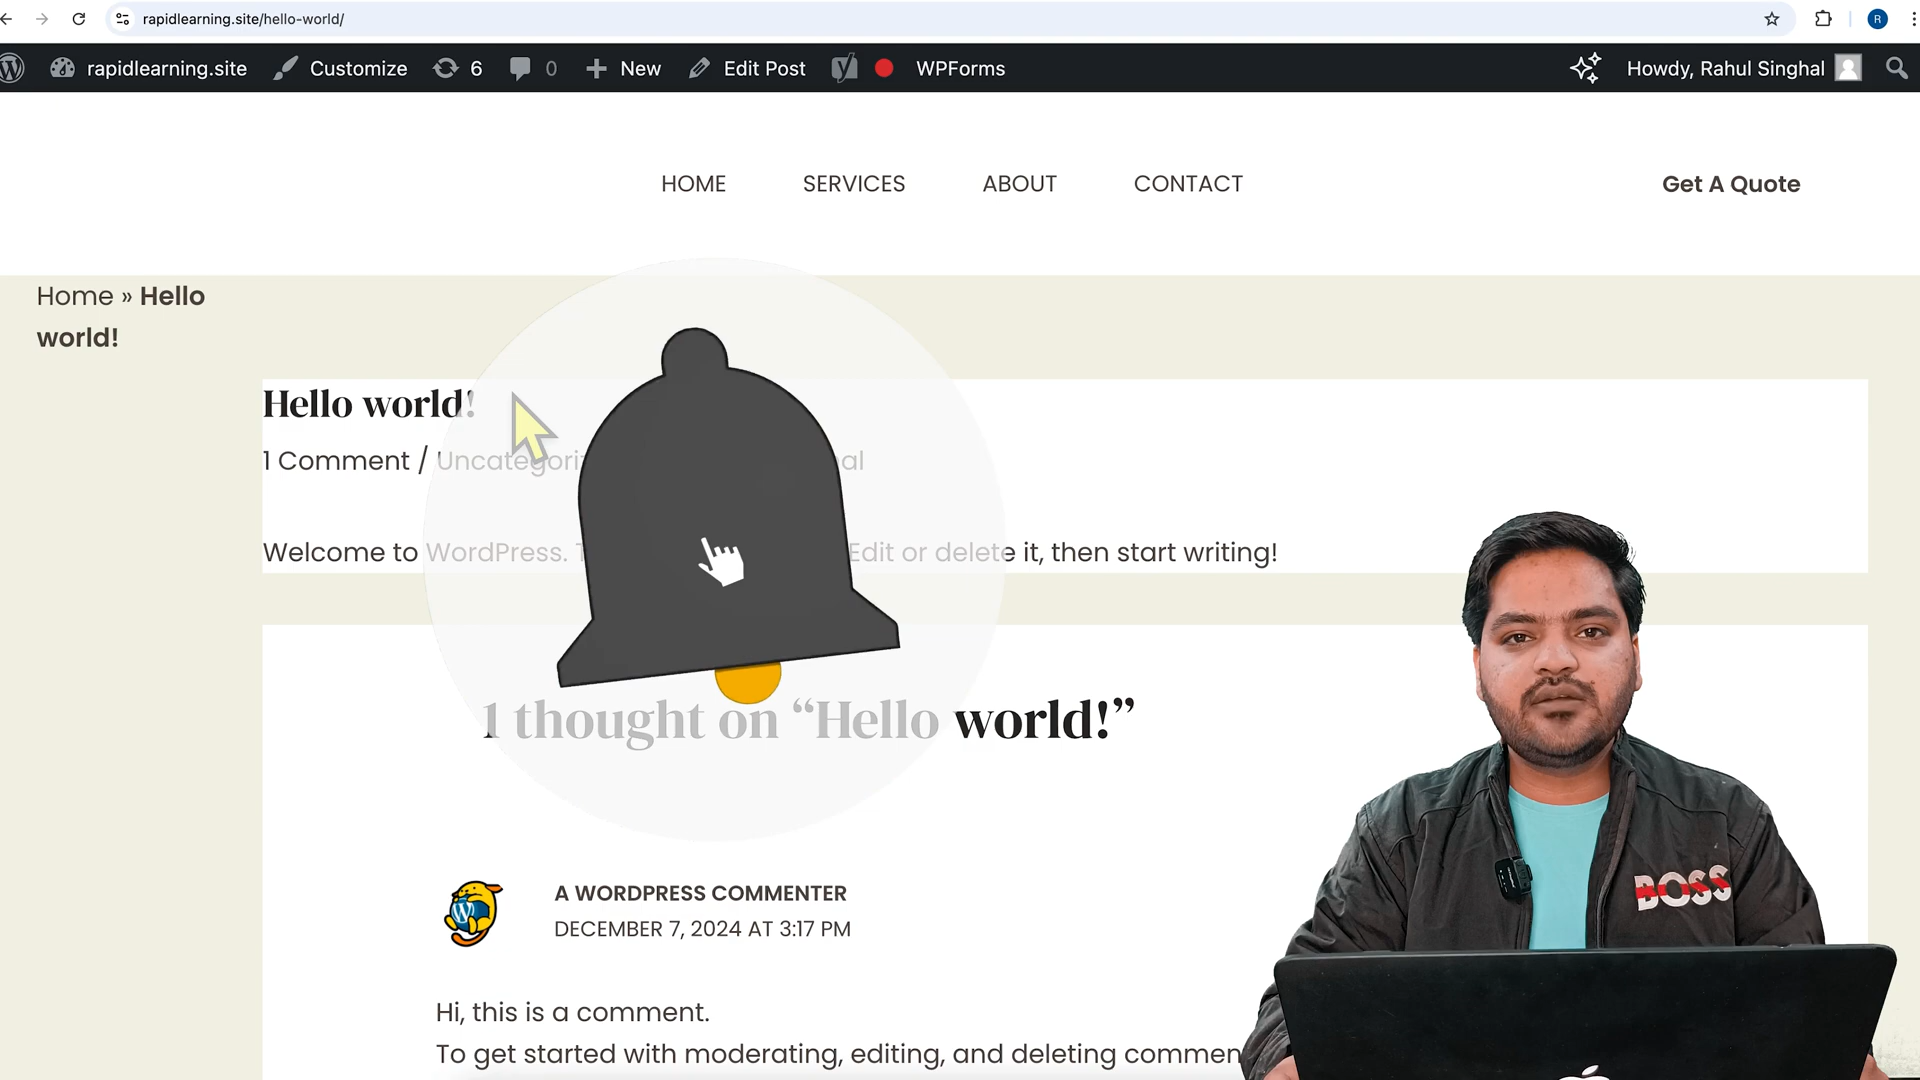 rapidlearning.site/hello-world/
R
rapidlearning.site Customize 6 0 New Edit Post WPForms Howdy, Rahul Singhal
HOME SERVICES ABOUT CONTACT Get A Quote
Home » Hello
world!
Hello world!
1 Comment / Uncategori al
Welcome to WordPress. T Edit or delete it, then start writing!
1 thought on “Hello world!”
A WORDPRESS COMMENTER
DECEMBER 7, 2024 AT 3:17 PM
Hi, this is a comment.
To get started with moderating, editing, and deleting commen
BOSS